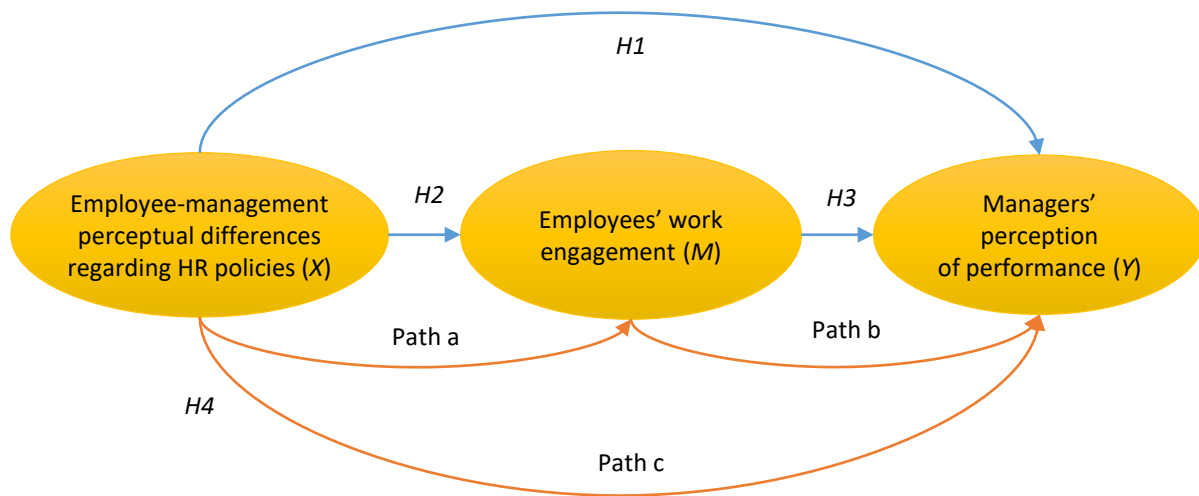 H1
Employee-management
perceptual differences
regarding HR policies (X)
H2
Employees’ work
engagement (M)
H3
Managers’
perception
of performance (Y)
Path a
Path b
H4
Path c